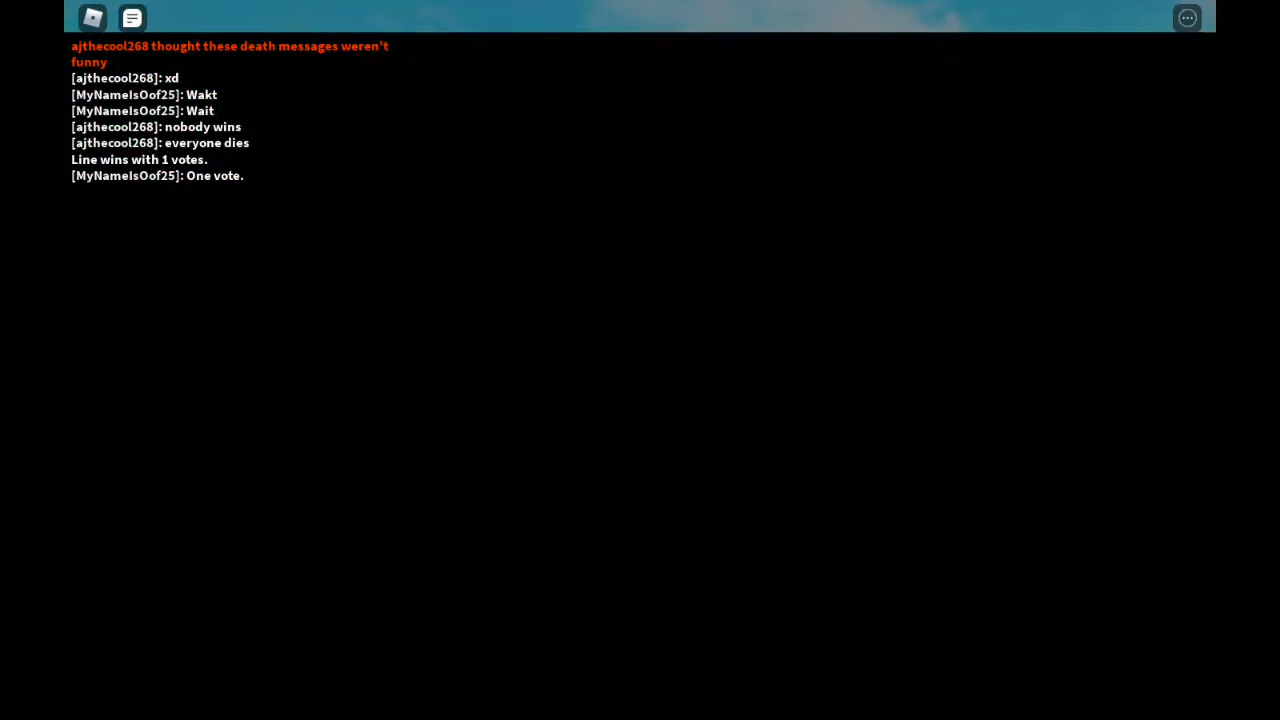 ajthecool268 thought these death messages weren't
funny
[ajthecool268]: xd
[MyNameIsOof25]: Wakt
[MyNameIsOof25]: Wait
[ajthecool268]: nobody wins
[ajthecool268]: everyone dies
Line wins with 1 votes.
[MyNameIsOof25]: One vote.